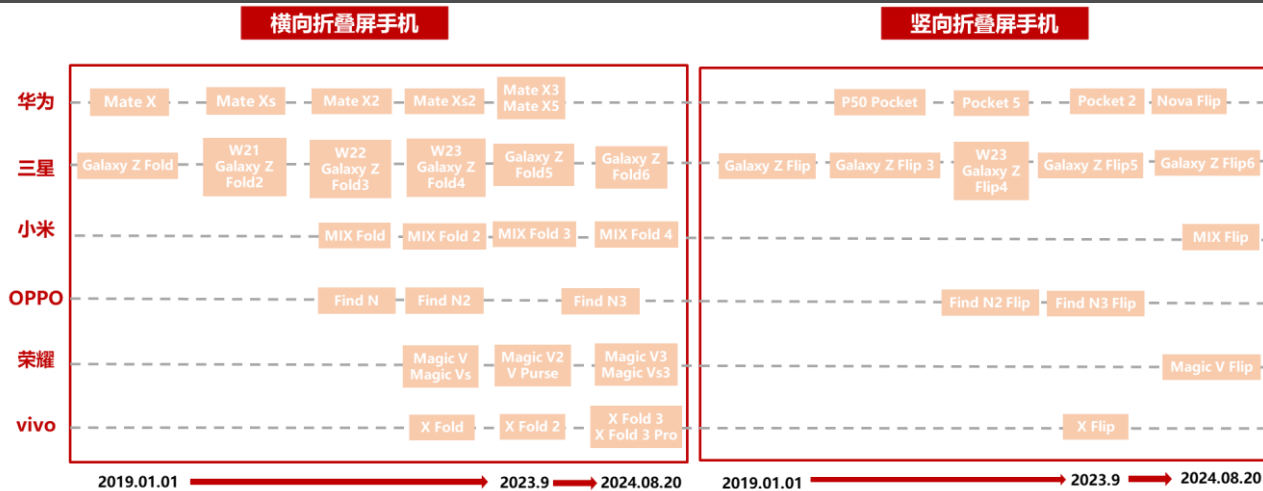 横向折叠屏手机
竖向折叠屏手机
华为
Mate X
Mate Xs
Mate X2
Mate Xs2
Mate X3
Mate X5
P50 Pocket
Pocket 5
Pocket 2
Nova Flip
三星
Galaxy Z Fold
W21
Galaxy Z
Fold2
W22
Galaxy Z
Fold3
W23
Galaxy Z
Fold4
Galaxy Z
Fold5
Galaxy Z
Fold6
Galaxy Z Flip
Galaxy Z Flip 3
W23
Galaxy Z
Flip4
Galaxy Z Flip5
Galaxy Z Flip6
小米
MIX Fold
MIX Fold 2
MIX Fold 3
MIX Fold 4
MIX Flip
OPPO
Find N
Find N2
Find N3
Find N2 Flip
Find N3 Flip
荣耀
Magic V
Magic Vs
Magic V2
V Purse
Magic V3
Magic Vs3
Magic V Flip
vivo
X Fold
X Fold 2
X Fold 3
X Fold 3 Pro
X Flip
2019.01.01
2023.9
2024.08.20
2019.01.01
2023.9
2024.08.20